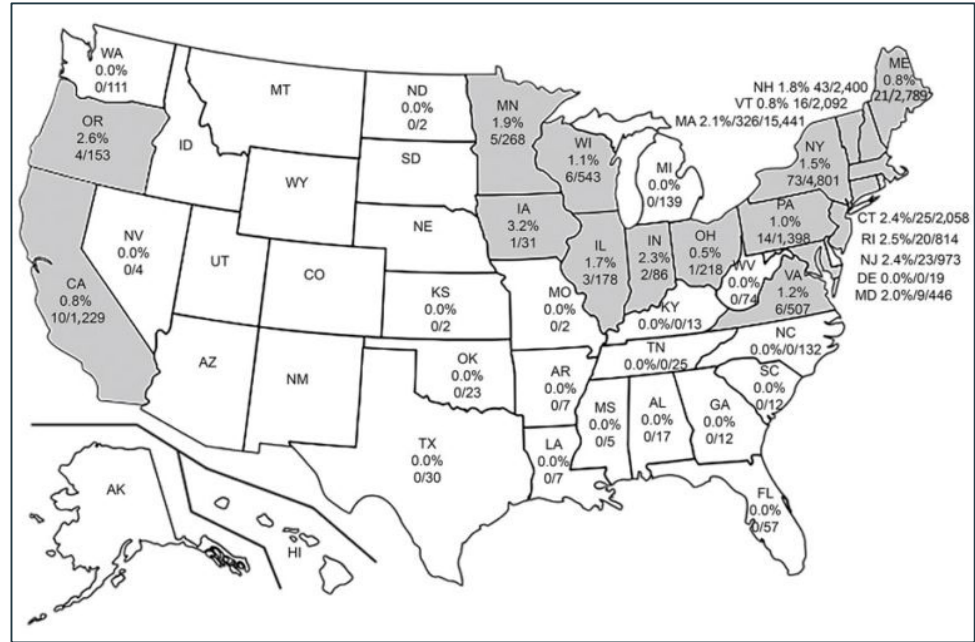 WA
0.0%
0/111
OR
2.6%
4/153
CA
0.8%
10/1,229
NV
0.0%
0/4
ID
MT
WY
UT
CO
AZ
NM
ND
0.0%
0/2
SD
NE
KS
0.0%
0/2
OK
0.0%
0/23
TX
0.0%
0/30
MN
1.9%
5/268
IA
3.2%
1/31
MO
0.0%
0/2
AR
0.0%
0/7
LA
0.0%
0/7
WI
1.1%
6/543
IL
1.7%
3/178
MI
0.0%
0/139
IN
2.3%
2/86
OH
0.5%
1/218
KY
0.0%/0/13
TN
0.0%/0/25
MS
0.0%
0/5
AL
0.0%
0/17
GA
0.0%
0/12
FL
0.0%
0/57
SC
0.0%
0/12
NC
0.0%/0/132
VA
1.2%
6/507
WV
0.0%
0/74
PA
1.0%
14/1,398
NY
1.5%
73/4,801
ME
0.8%
21/2,789
NH 1.8% 43/2,400
VT 0.8% 16/2,092
MA 2.1%/326/15,441
CT 2.4%/25/2,058
RI 2.5%/20/814
NJ 2.4%/23/973
DE 0.0%/0/19
MD 2.0%/9/446
AK
HI